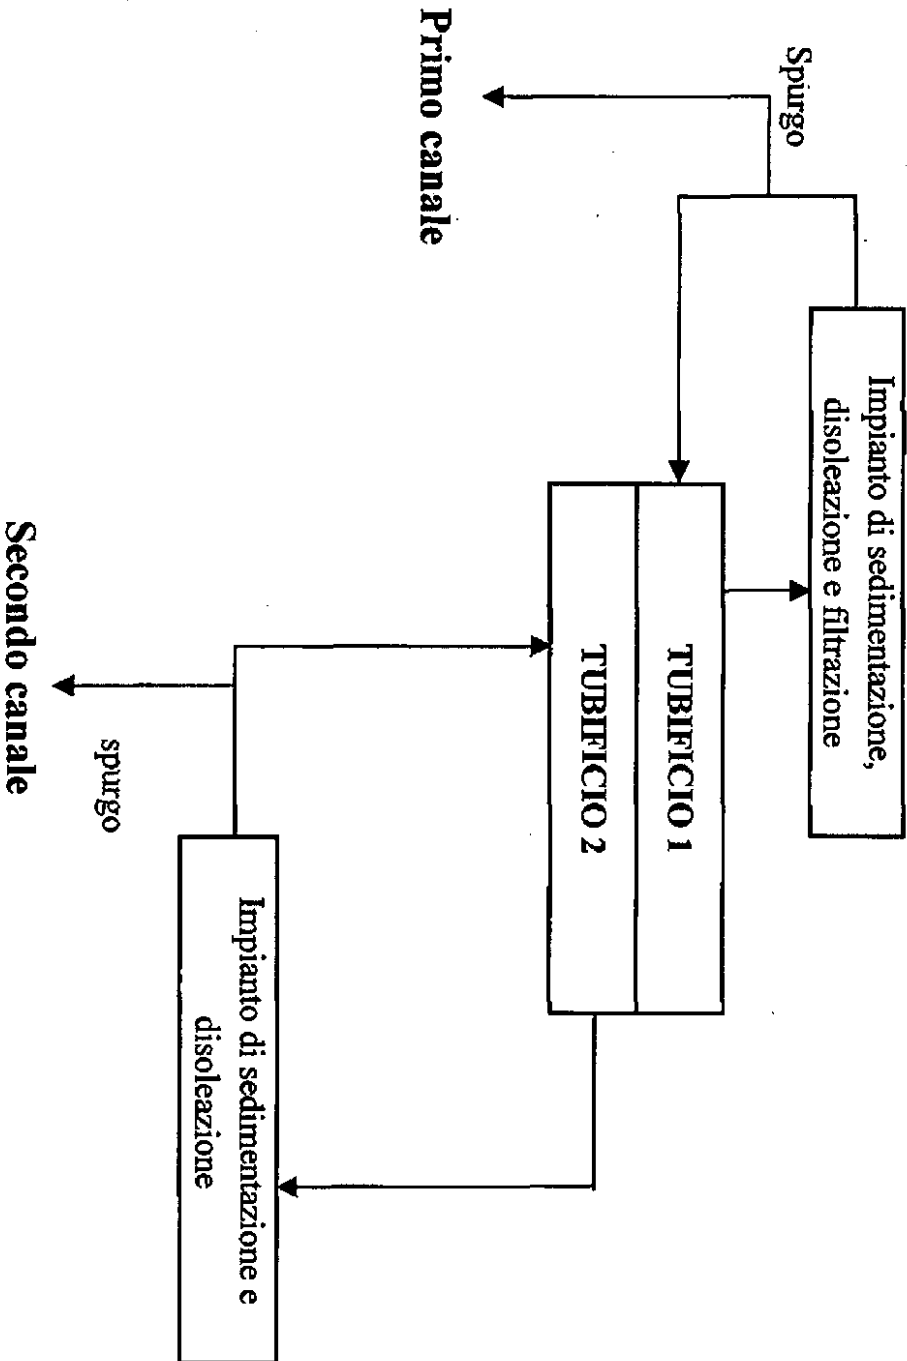 Impianto di sedimentazione,
disoleazione e filtrazione
Spurgo
TUBIFICIO 1
TUBIFICIO 2
Primo canale
Impianto di sedimentazione e
disoleazione
spurgo
Secondo canale